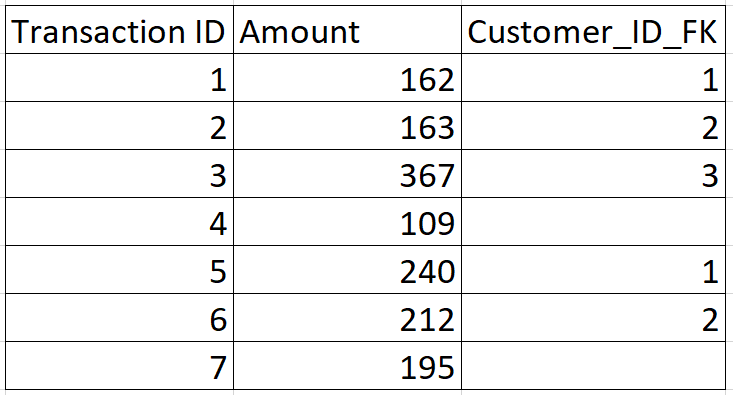 Transaction ID Amount Customer_ID_FK
1 162 1
2 163 2
3 367 3
4 109
5 240 1
6 212 2
7 195